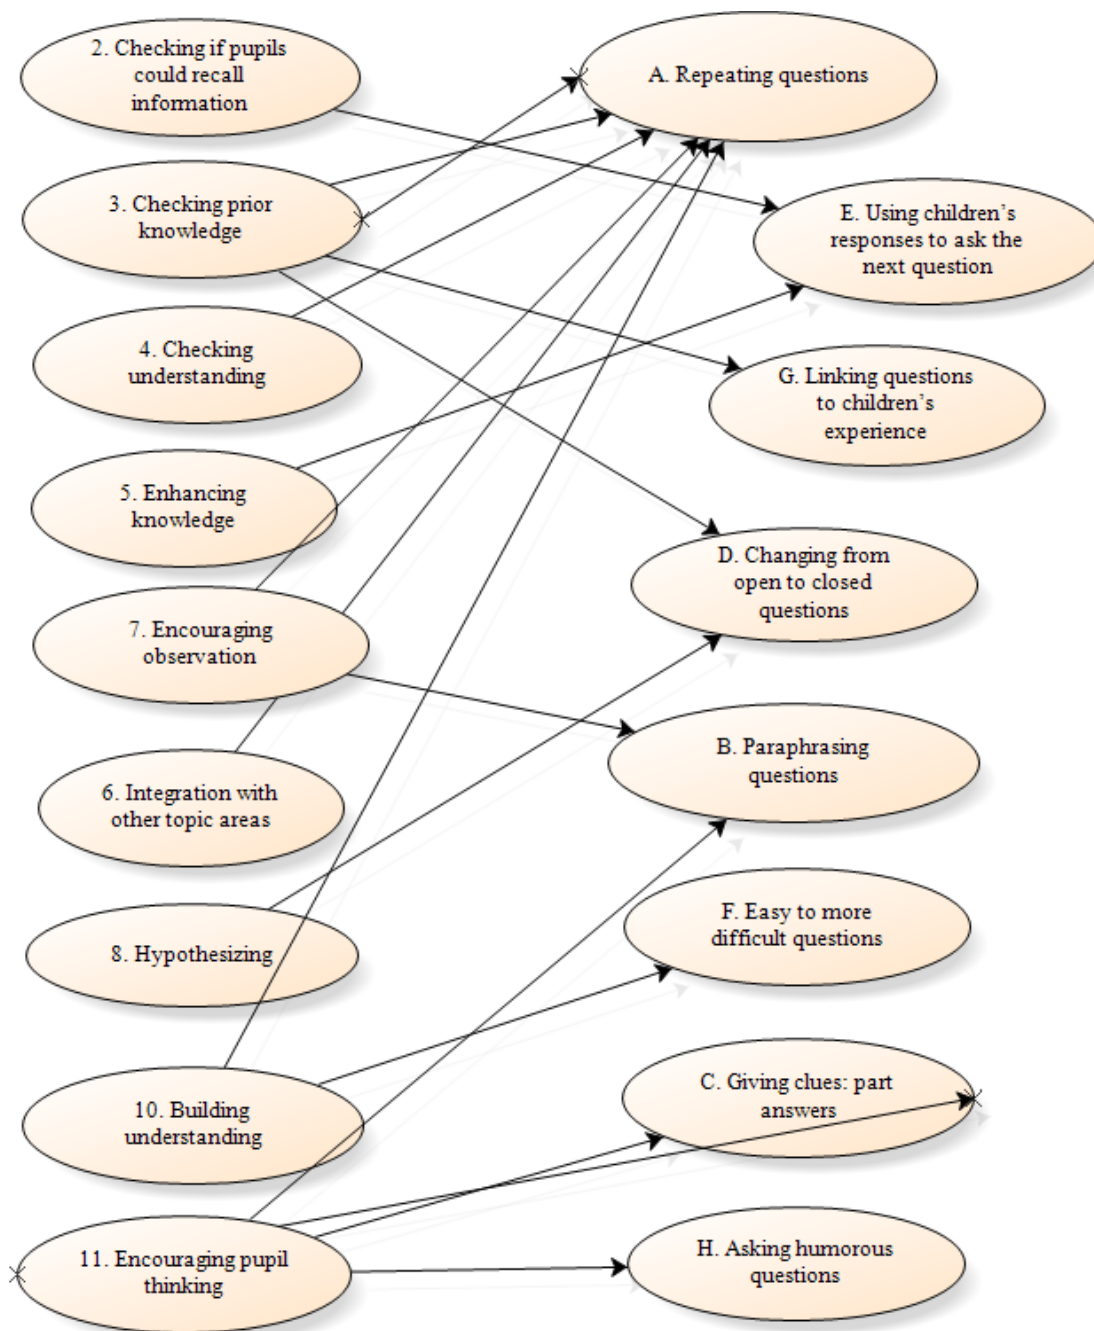 2. Checking if pupils
could recall
information
3. Checking prior
knowledge
4. Checking
understanding
5. Enhancing
knowledge
7. Encouraging
observation
6. Integration with
other topic areas
8. Hypothesizing
10. Building
understanding
11. Encouraging pupil
thinking
A. Repeating questions
E. Using children’s
responses to ask the
next question
G. Linking questions
to children’s
experience
D. Changing from
open to closed
questions
B. Paraphrasing
questions
F. Easy to more
difficult questions
C. Giving clues: part
answers
H. Asking humorous
questions